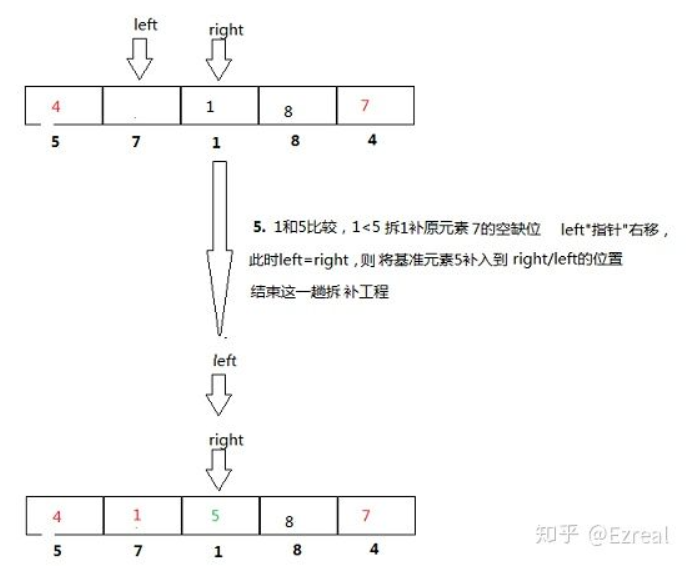 left right
4 1 8 7
5 7 1 8 4
5. 1和5比较，1<5 拆1补原元素7的空缺位 left"指针"右移，
此时left=right，则 将基准元素5补入到 right/left的位置
结束这一趟拆补工程
left
right
4 1 5 8 7
5 7 1 8 4
知乎 @Ezreal